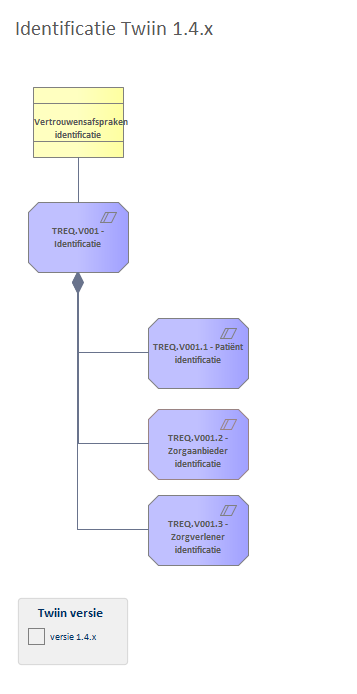 Identificatie Twiin 1.4.x
Vertrouwensafspraken
identificatie
TREQ.V001 -
Identificatie
TREQ.V001.1 - Patiënt
identificatie
TREQ.V001.2 -
Zorgaanbieder
identificatie
TREQ.V001.3 -
Zorgverlener
identificatie
Twiin versie
versie 1.4.x